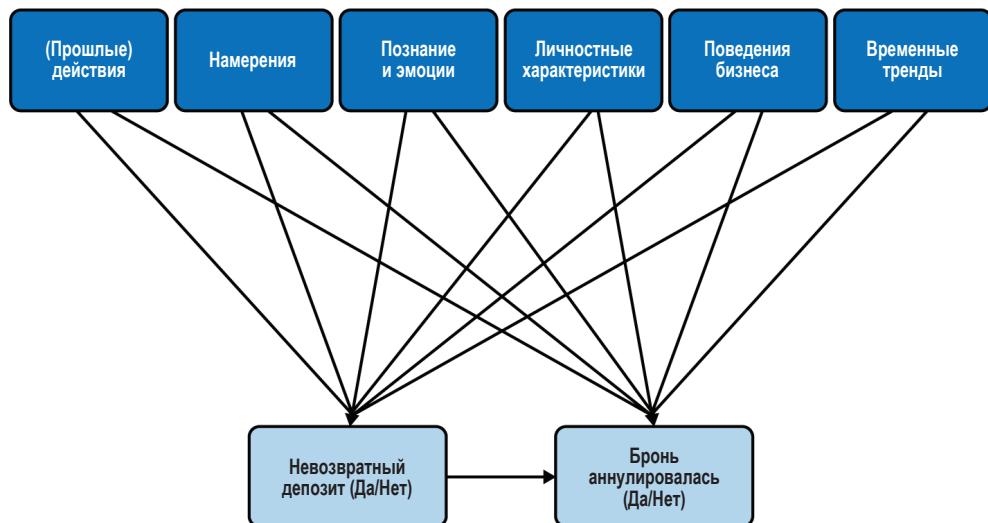 (Прошлые)
действия
Намерения
Познание
и эмоции
Личностные
характеристики
Поведения
бизнеса
Временные
тренды
Невозвратный
депозит (Да/Нет)
Бронь
аннулировалась
(Да/Нет)